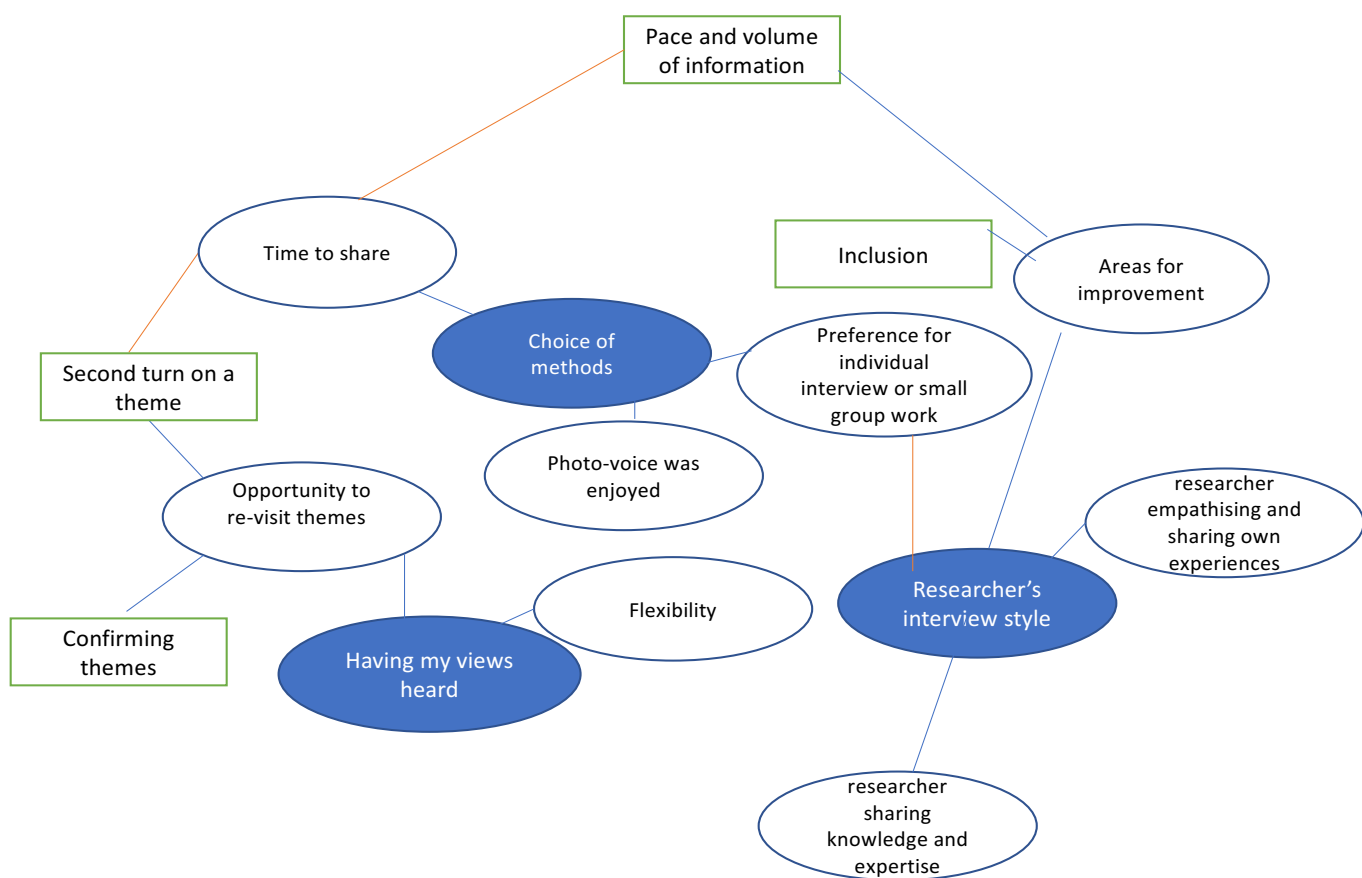 Pace and volume
of information
Time to share
Inclusion
Areas for
improvement
Choice of
methods
Preference for
individual
interview or small
group work
Second turn on a
theme
Photo-voice was
enjoyed
Opportunity to
re-visit themes
researcher
empathising and
sharing own
experiences
Flexibility
Researcher’s
interview style
Confirming
themes
Having my views
heard
researcher
sharing
knowledge and
expertise